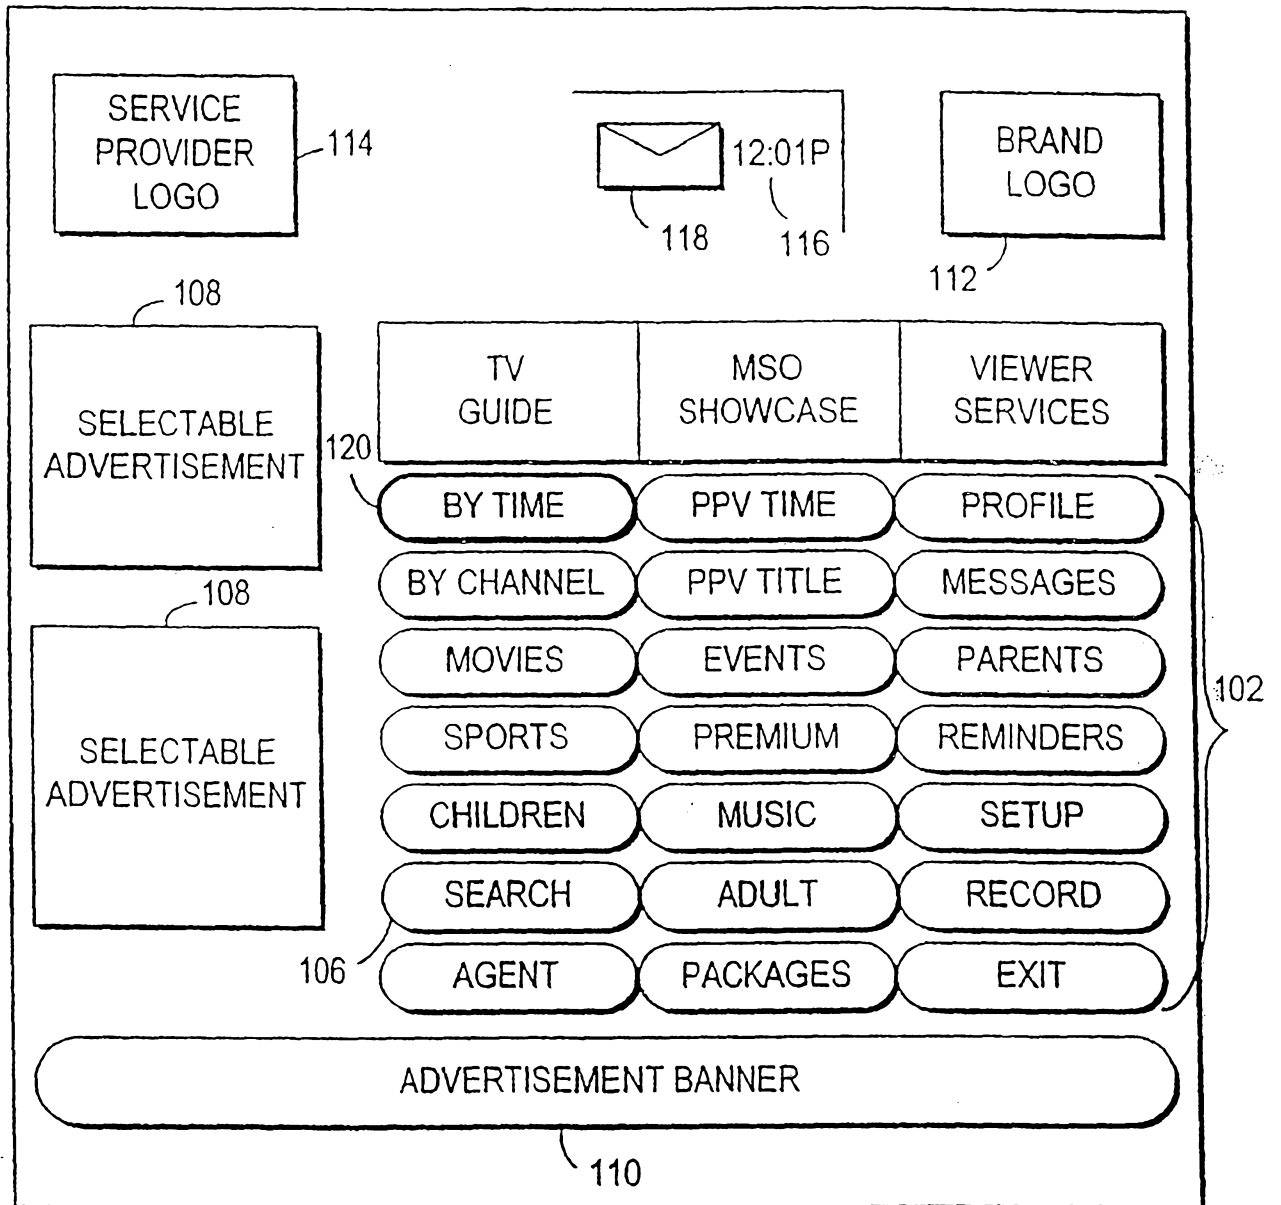 SERVICE
PROVIDER
LOGO
114
12:01P
118
116
BRAND
LOGO
112
108
SELECTABLE
ADVERTISEMENT
108
SELECTABLE
ADVERTISEMENT
TV
GUIDE
MSO
SHOWCASE
VIEWER
SERVICES
120
BY TIME
PPV TIME
PROFILE
BY CHANNEL
PPV TITLE
MESSAGES
MOVIES
EVENTS
PARENTS
102
SPORTS
PREMIUM
REMINDERS
CHILDREN
MUSIC
SETUP
SEARCH
ADULT
RECORD
106
AGENT
PACKAGES
EXIT
ADVERTISEMENT BANNER
110